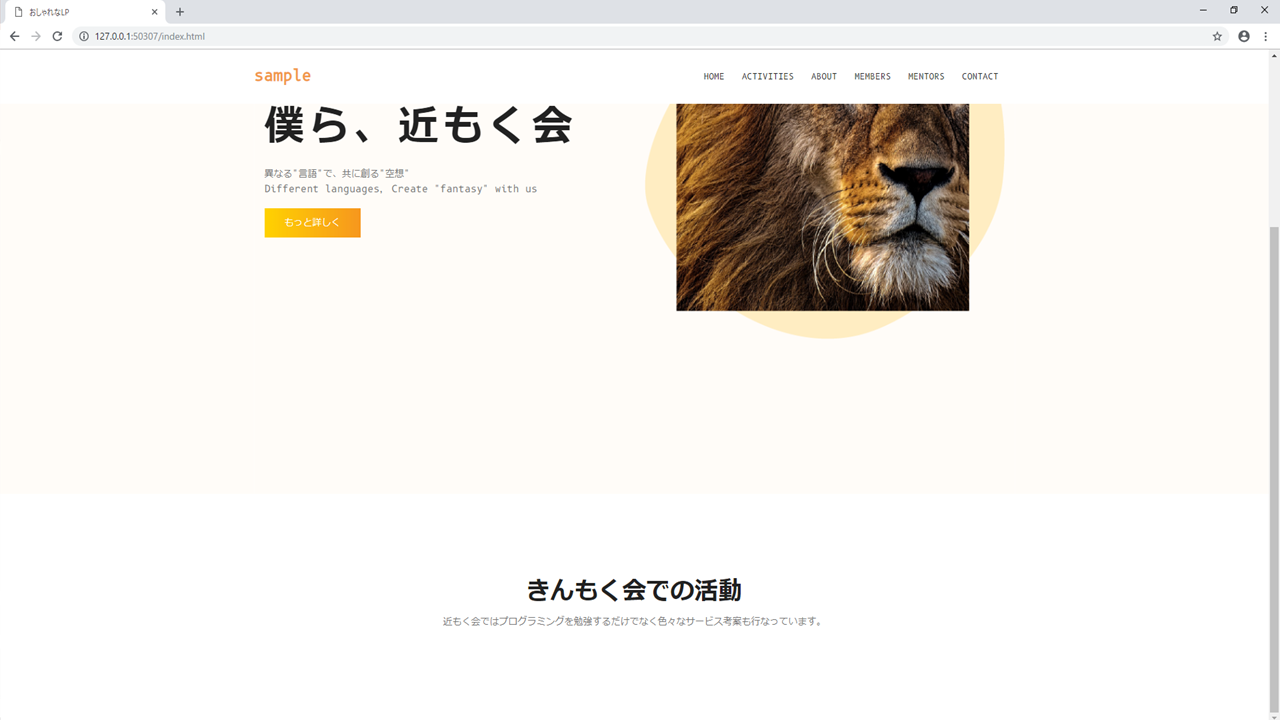 おしゃれなLP
127.0.0.1:50307/index.html
sample
HOME ACTIVITIES ABOUT MEMBERS MENTORS CONTACT
僕ら、近もく会
異なる"言語"で、共に創る"空想"
Different languages, Create "fantasy" with us
もっと詳しく
きんもく会での活動
近もく会ではプログラミングを勉強するだけでなく色々なサービス考案も行なっています。